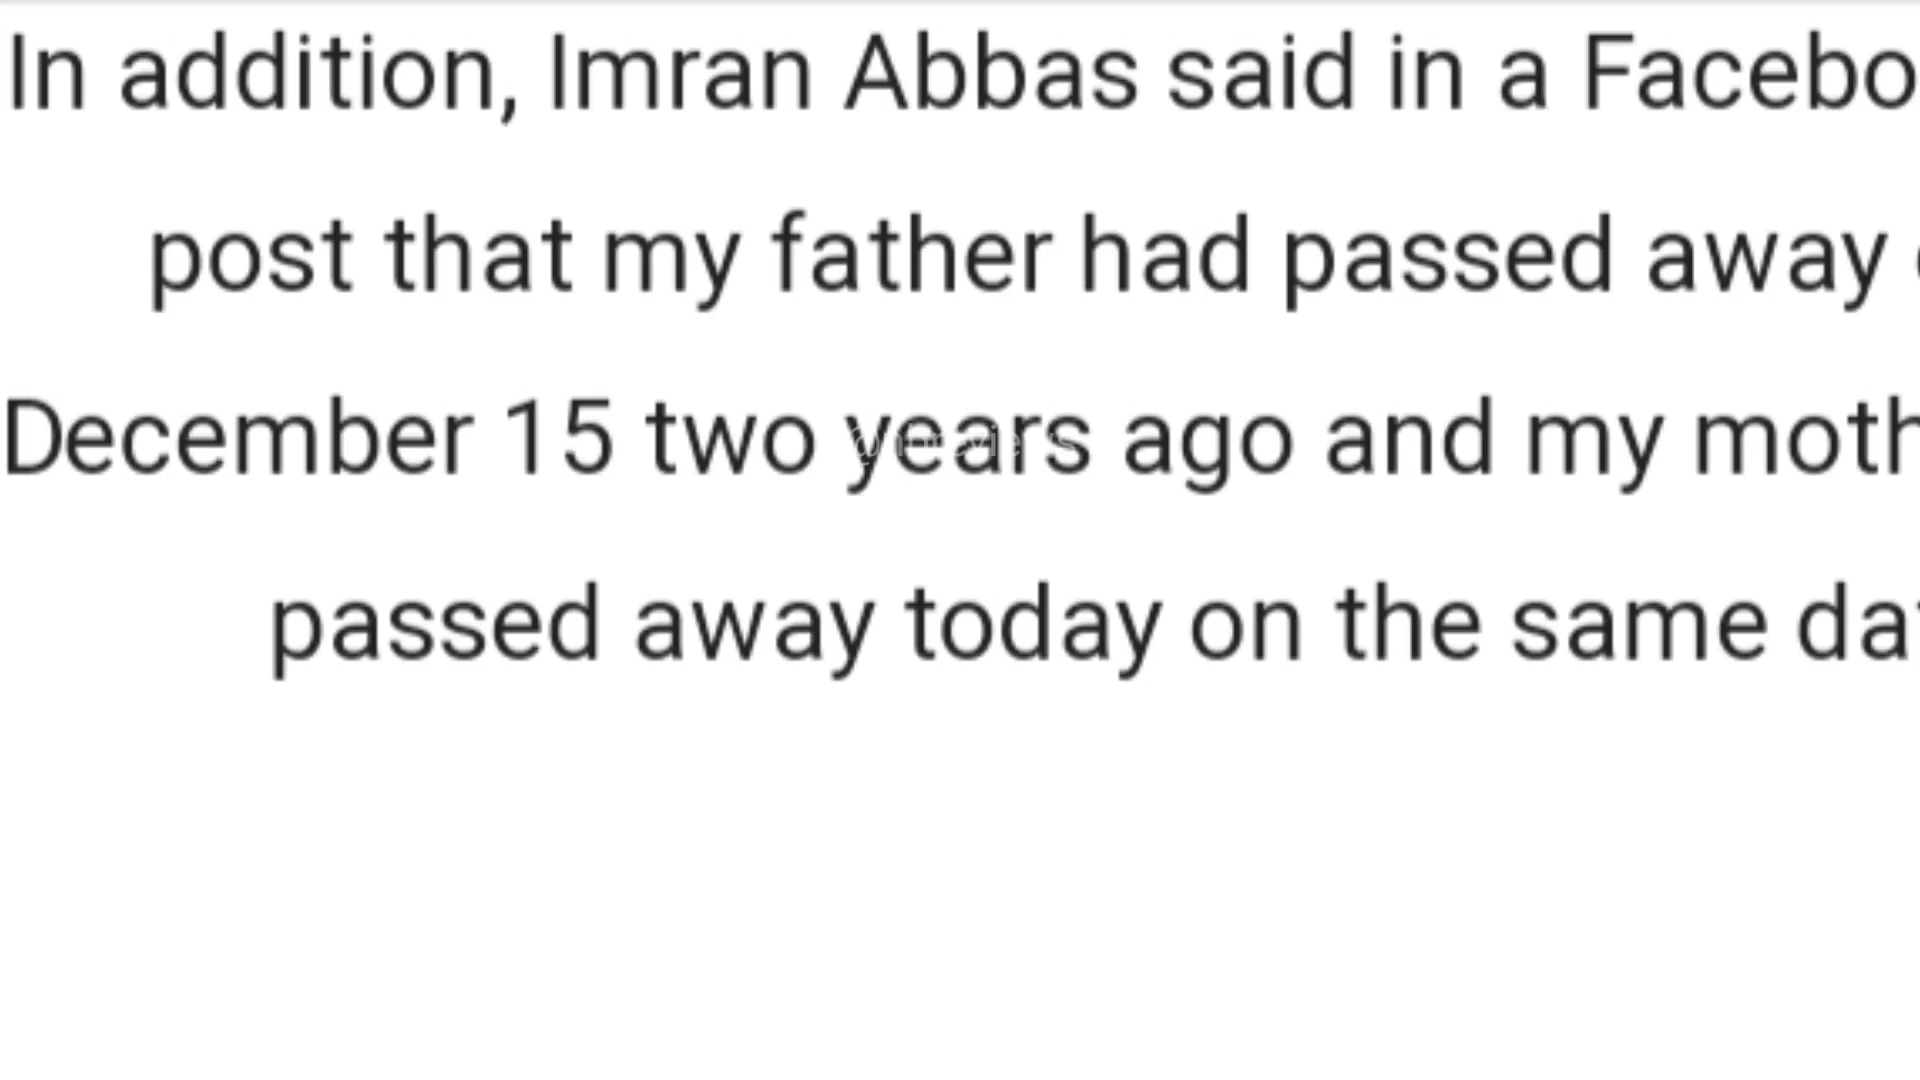 In addition, Imran Abbas said in a Facebo
post that my father had passed away
December 15 two years ago and my moth
passed away today on the same da